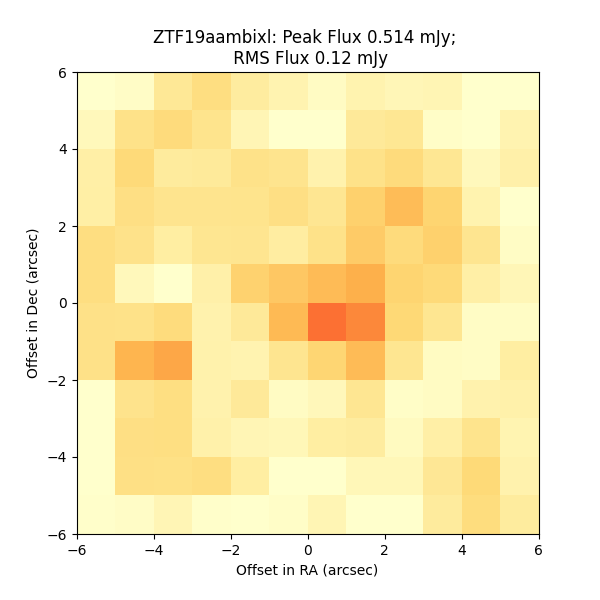 ZTF19aambixl: Peak Flux 0.514 mJy;
RMS Flux 0.12 mJy
6
4
2
0
−2
−4
−6
Offset in Dec (arcsec)
−6 −4 −2 0 2 4 6
Offset in RA (arcsec)